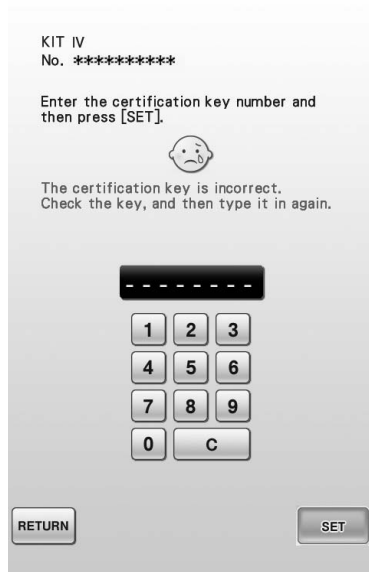 KIT IV
No. **********
Enter the certification key number and
then press [SET].
The certification key is incorrect.
Check the key, and then type it in again.
- - - - - - - -
1 2 3
4 5 6
7 8 9
0 C
RETURN
SET